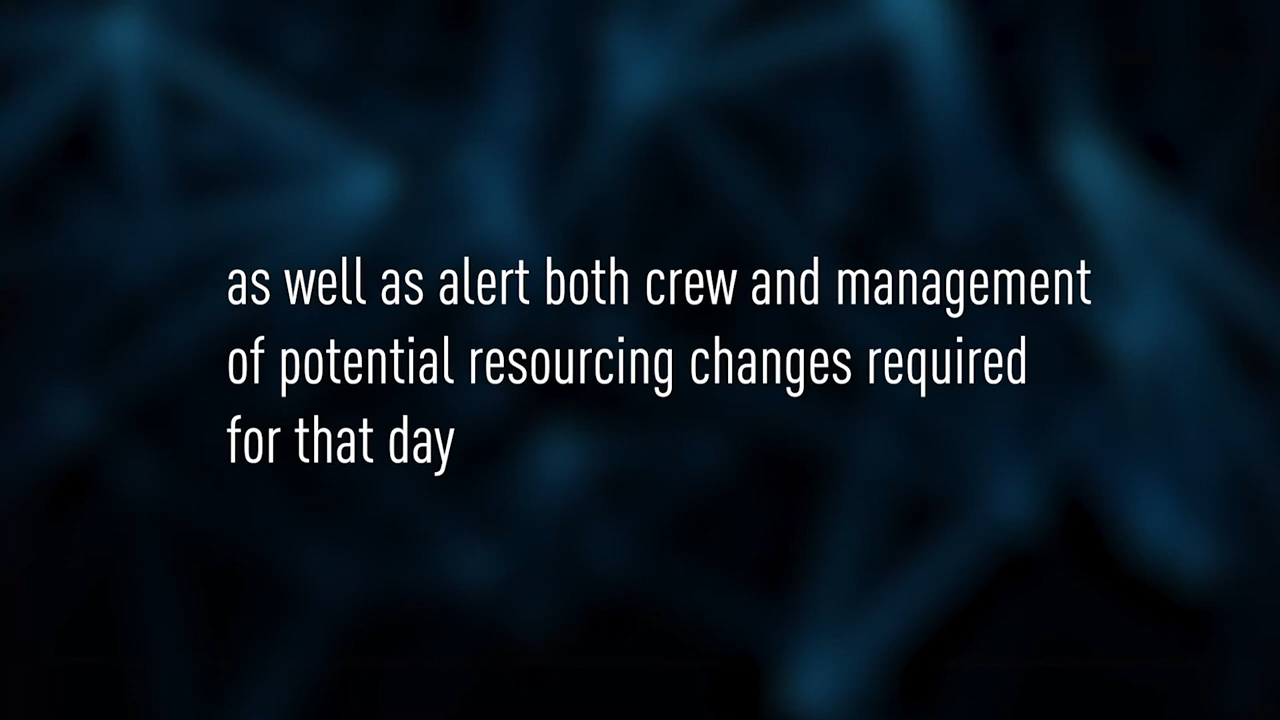 as well as alert both crew and management
of potential resourcing changes required
for that day